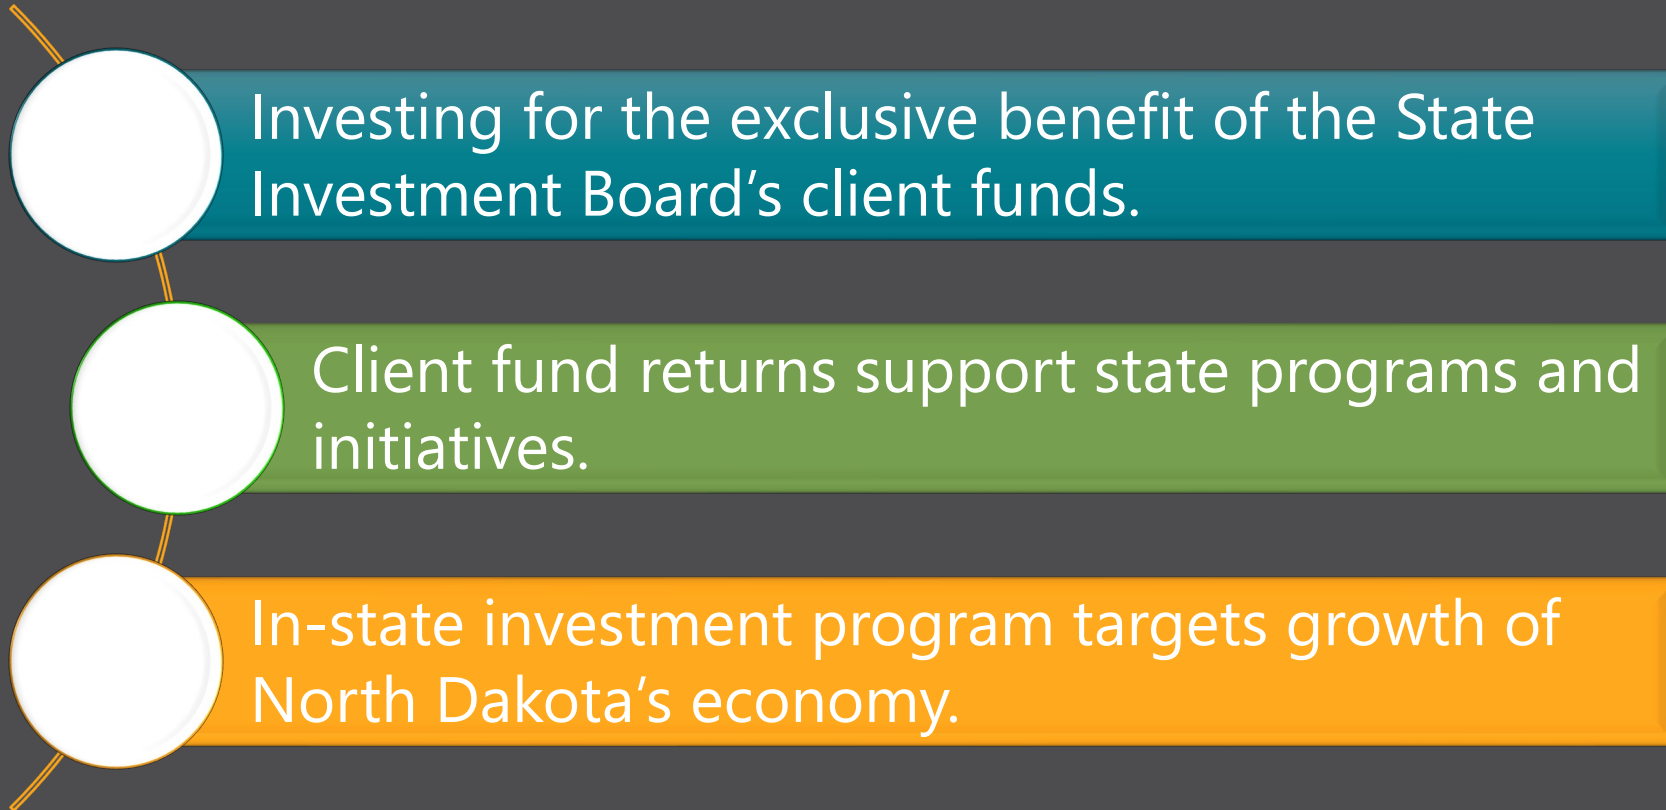 Investing for the exclusive benefit of the State
Investment Board’s client funds.
Client fund returns support state programs and
initiatives.
In-state investment program targets growth of
North Dakota’s economy.